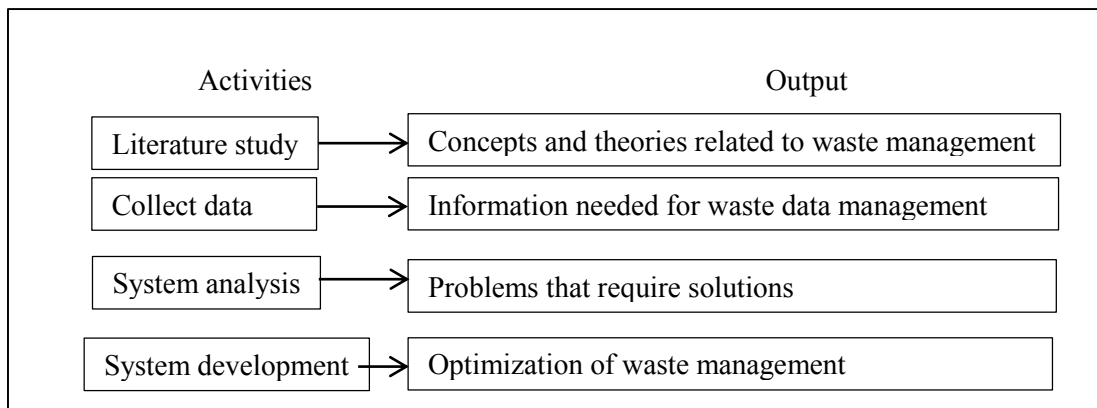 Activities Output
Literature study Concepts and theories related to waste management
Collect data Information needed for waste data management
System analysis Problems that require solutions
System development Optimization of waste management